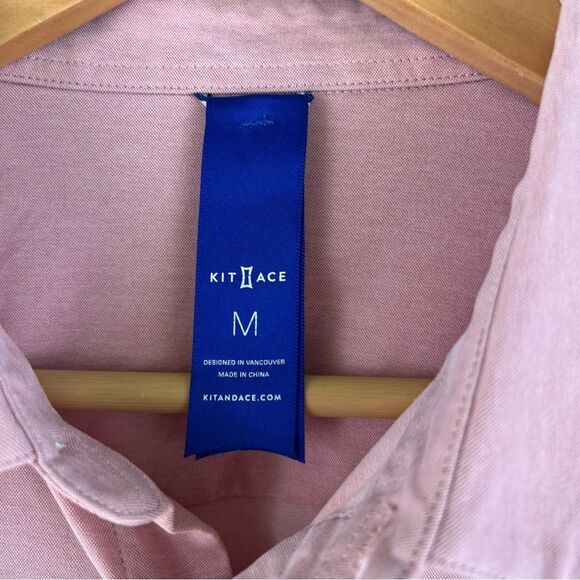 KIT ACE
M
DESIGNED IN VANCOUVER
MADE IN CHINA
KITANDACE.COM